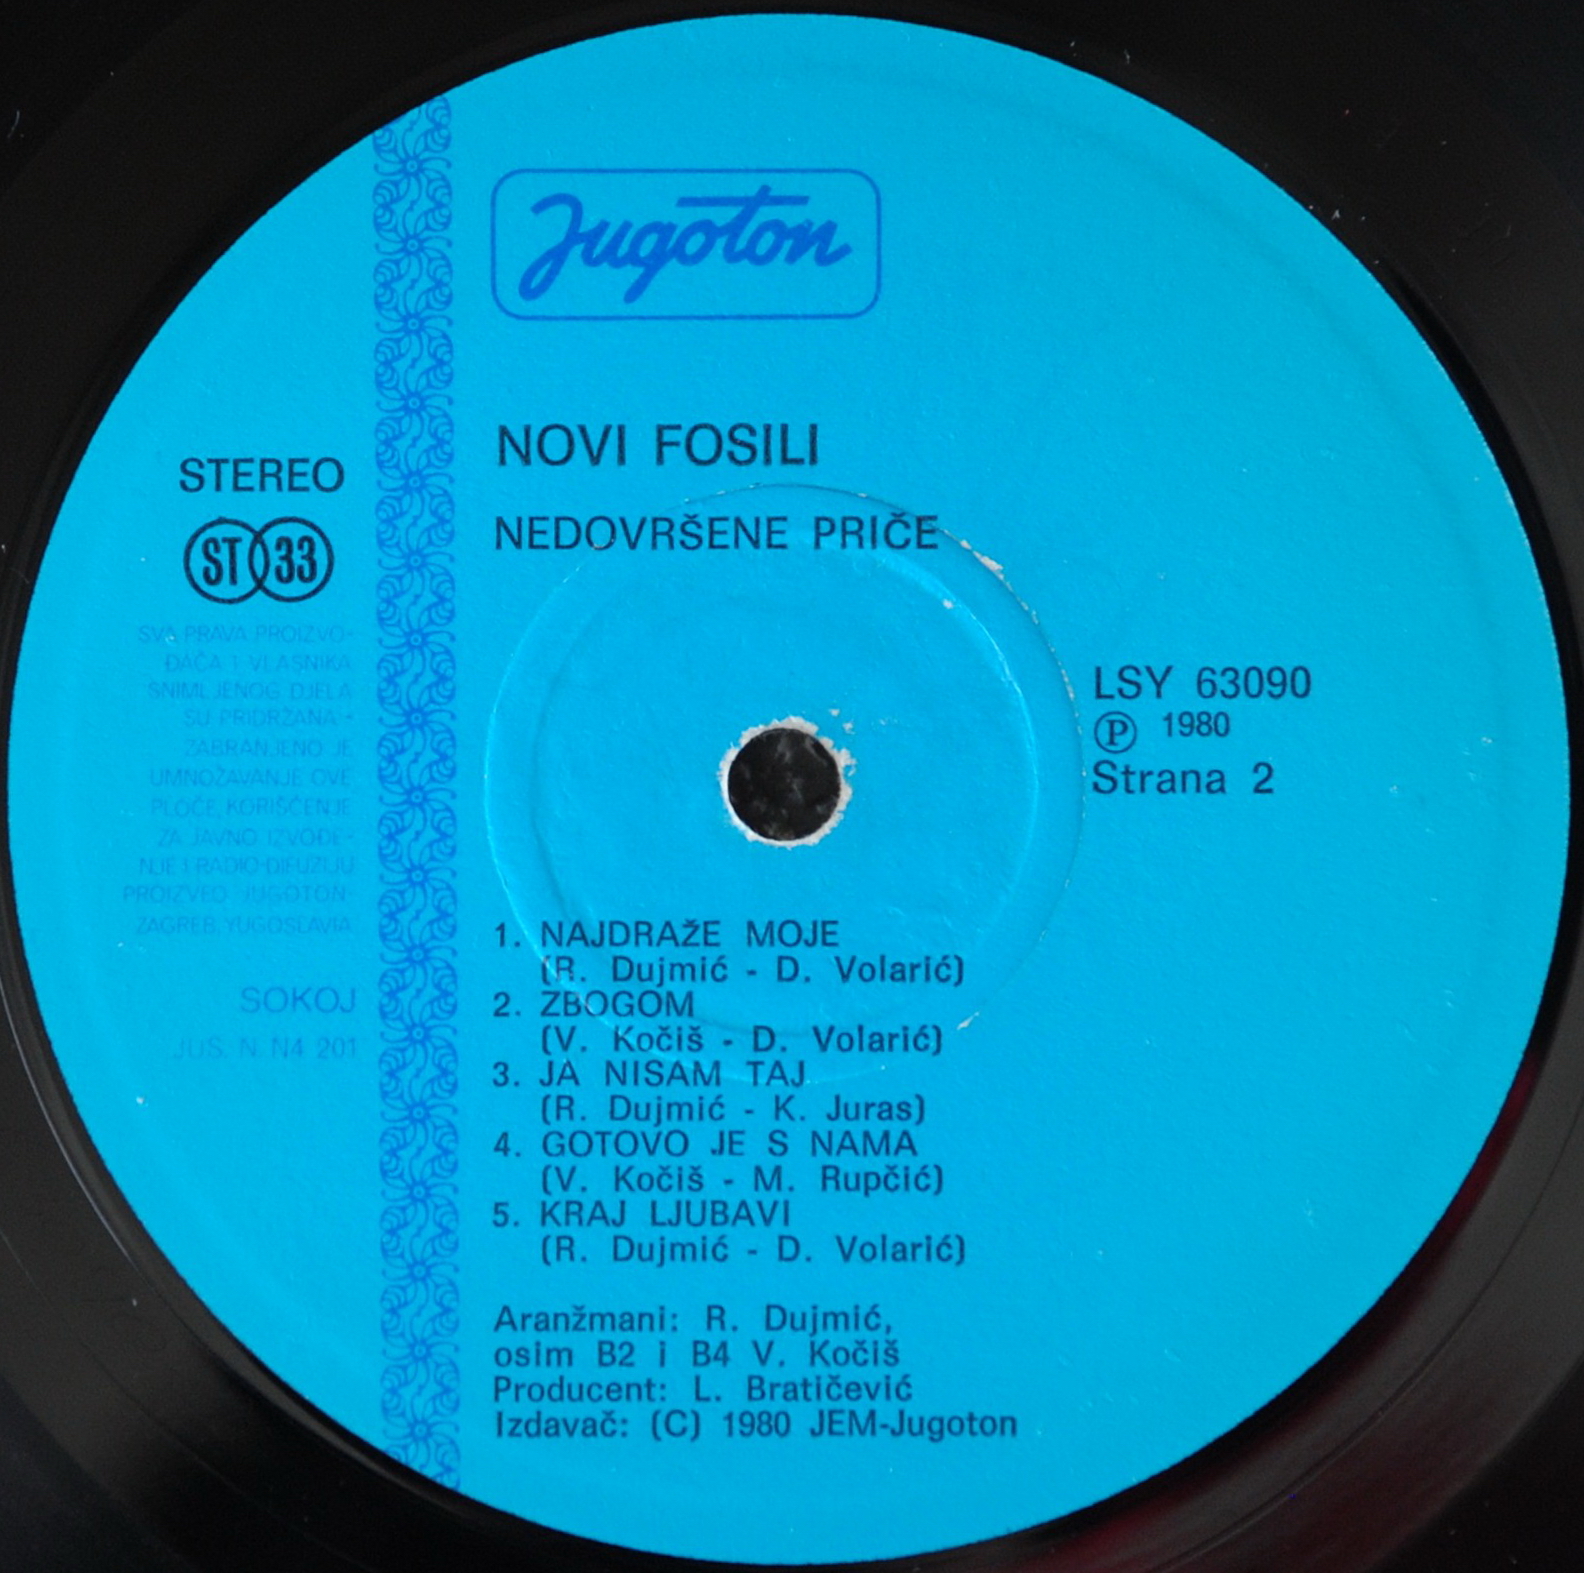 Jugoton
NOVI FOSILI
NEDOVRŠENE PRIČE
STEREO
ST 33
SVA PRAVA PROIZVO-
ĐAČA I VLASNIKA
SNIMLJENOG DJELA
SU PRIDRŽANA -
ZABRANJENO JE
UMNOŽAVANJE OVE
PLOČE, KORIŠČENJE
ZA JAVNO IZVOĐE-
NJE I RADIO-DIFUZIJU
PROIZVEO JUGOTON
ZAGREB, YUGOSLAVIA
SOKOJ
JUS N N4 201
LSY 63090
Ⓟ 1980
Strana 2
1. NAJDRAŽE MOJE
(R. Dujmić - D. Volarić)
2. ZBOGOM
(V. Kočiš - D. Volarić)
3. JA NISAM TAJ
(R. Dujmić - K. Juras)
4. GOTOVO JE S NAMA
(V. Kočiš - M. Rupčić)
5. KRAJ LJUBAVI
(R. Dujmić - D. Volarić)
Aranžmani: R. Dujmić,
osim B2 i B4 V. Kočiš
Producent: L. Bratičević
Izdavač: (C) 1980 JEM-Jugoton